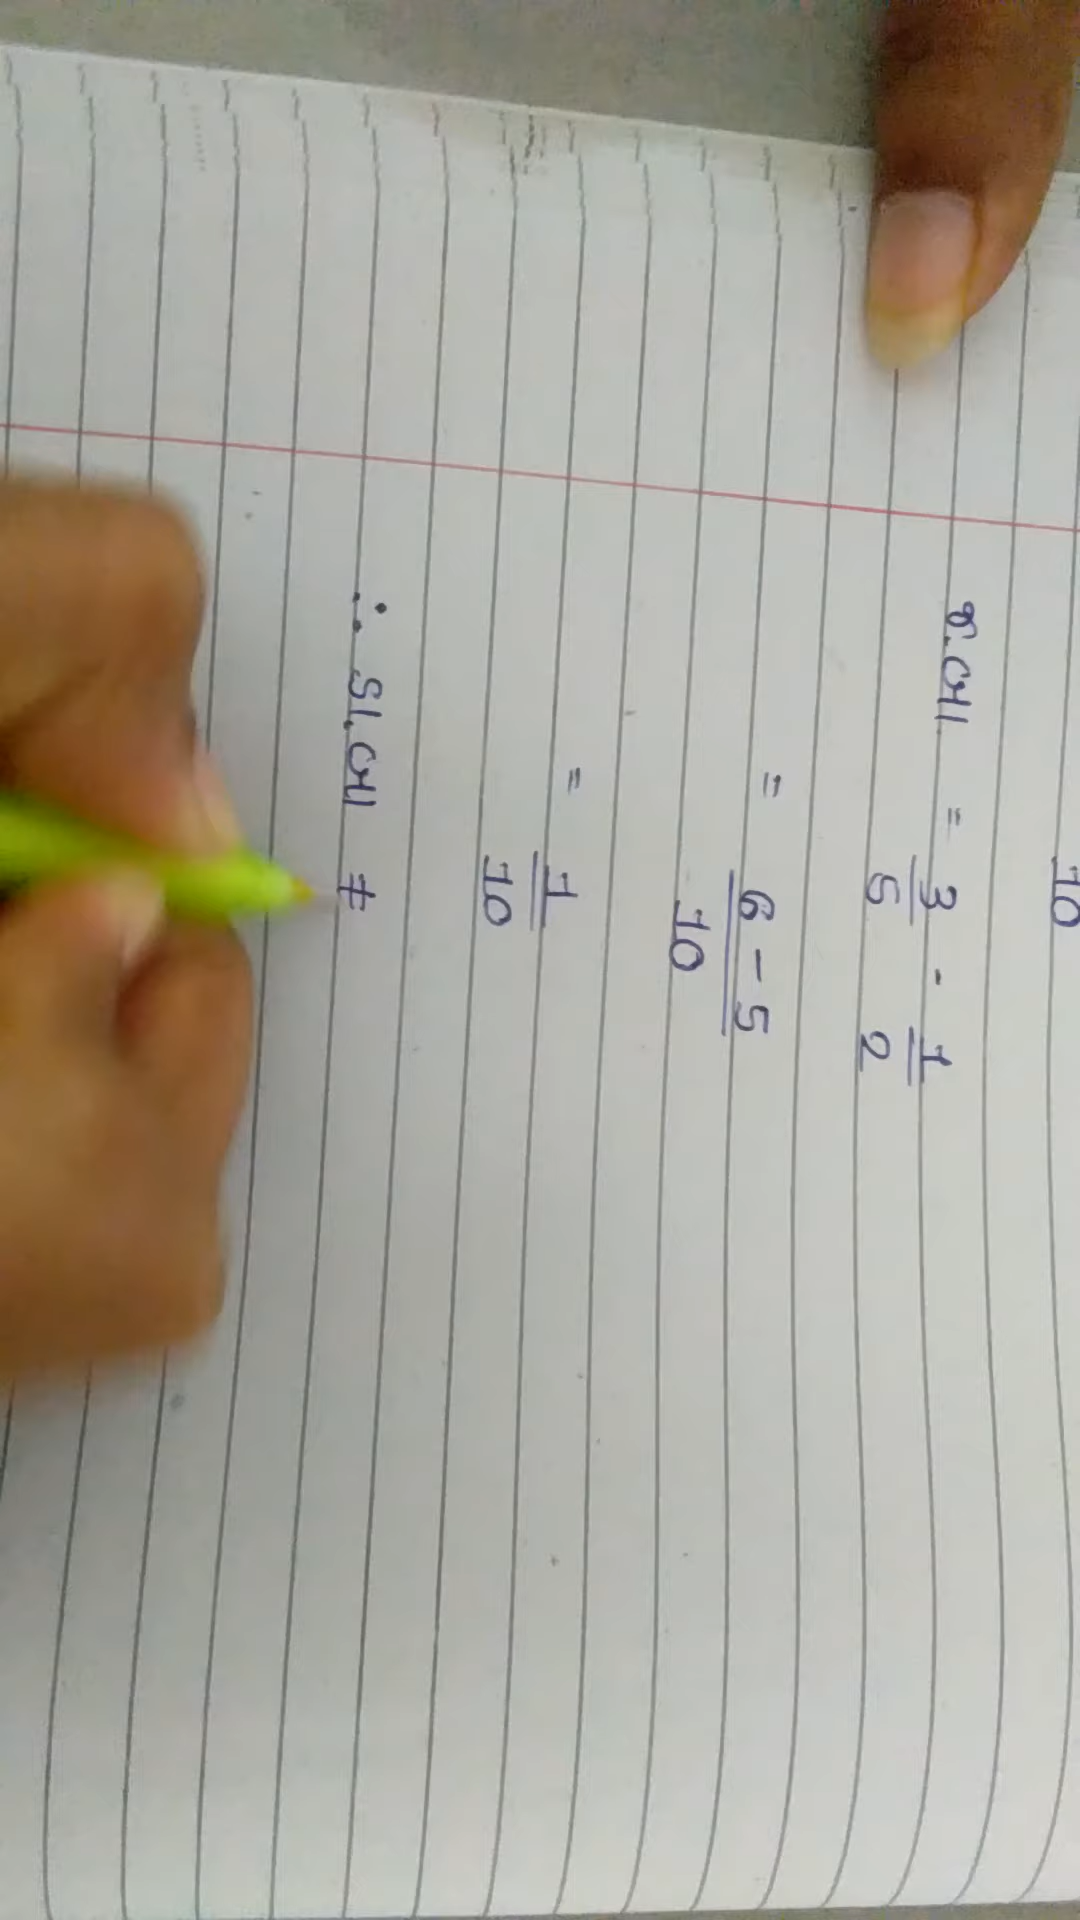 10
જ.બા. = 3/5 - 1/2
= 6 - 5/10
= 1/10
∴ ડા.બા ≠